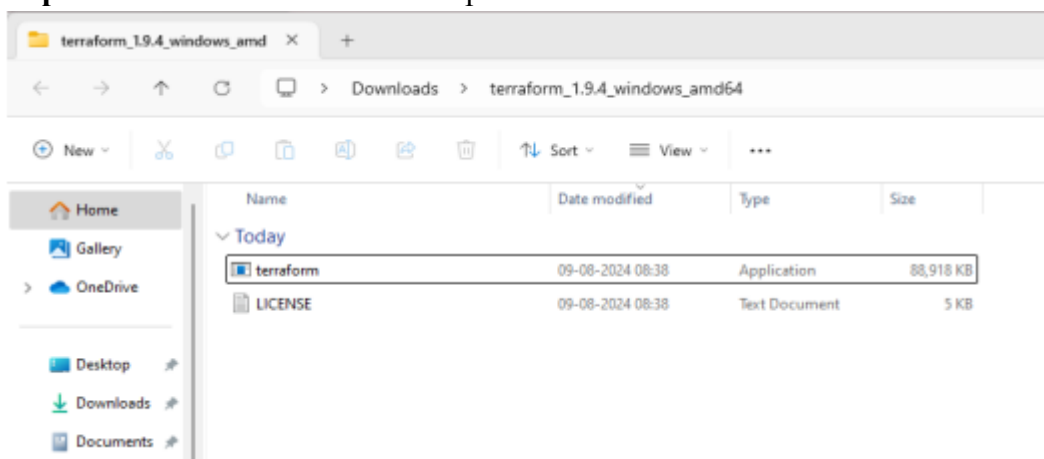 terraform_1.9.4_windows_amd
Downloads > terraform_1.9.4_windows_amd64
New Sort View ...
Name Date modified Type Size
Home
Today
Gallery
terraform 09-08-2024 08:38 Application 88,918 KB
OneDrive
LICENSE 09-08-2024 08:38 Text Document 5 KB
Desktop
Downloads
Documents